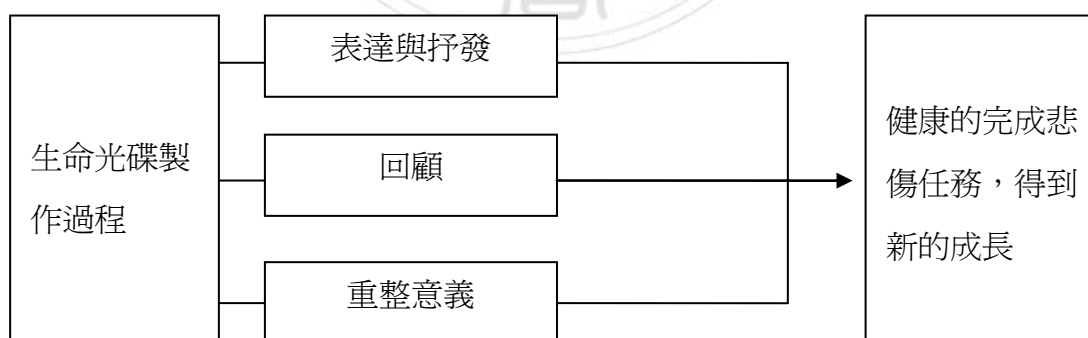 生命光碟製
作過程
表達與抒發
回顧
重整意義
健康的完成悲
傷任務，得到
新的成長